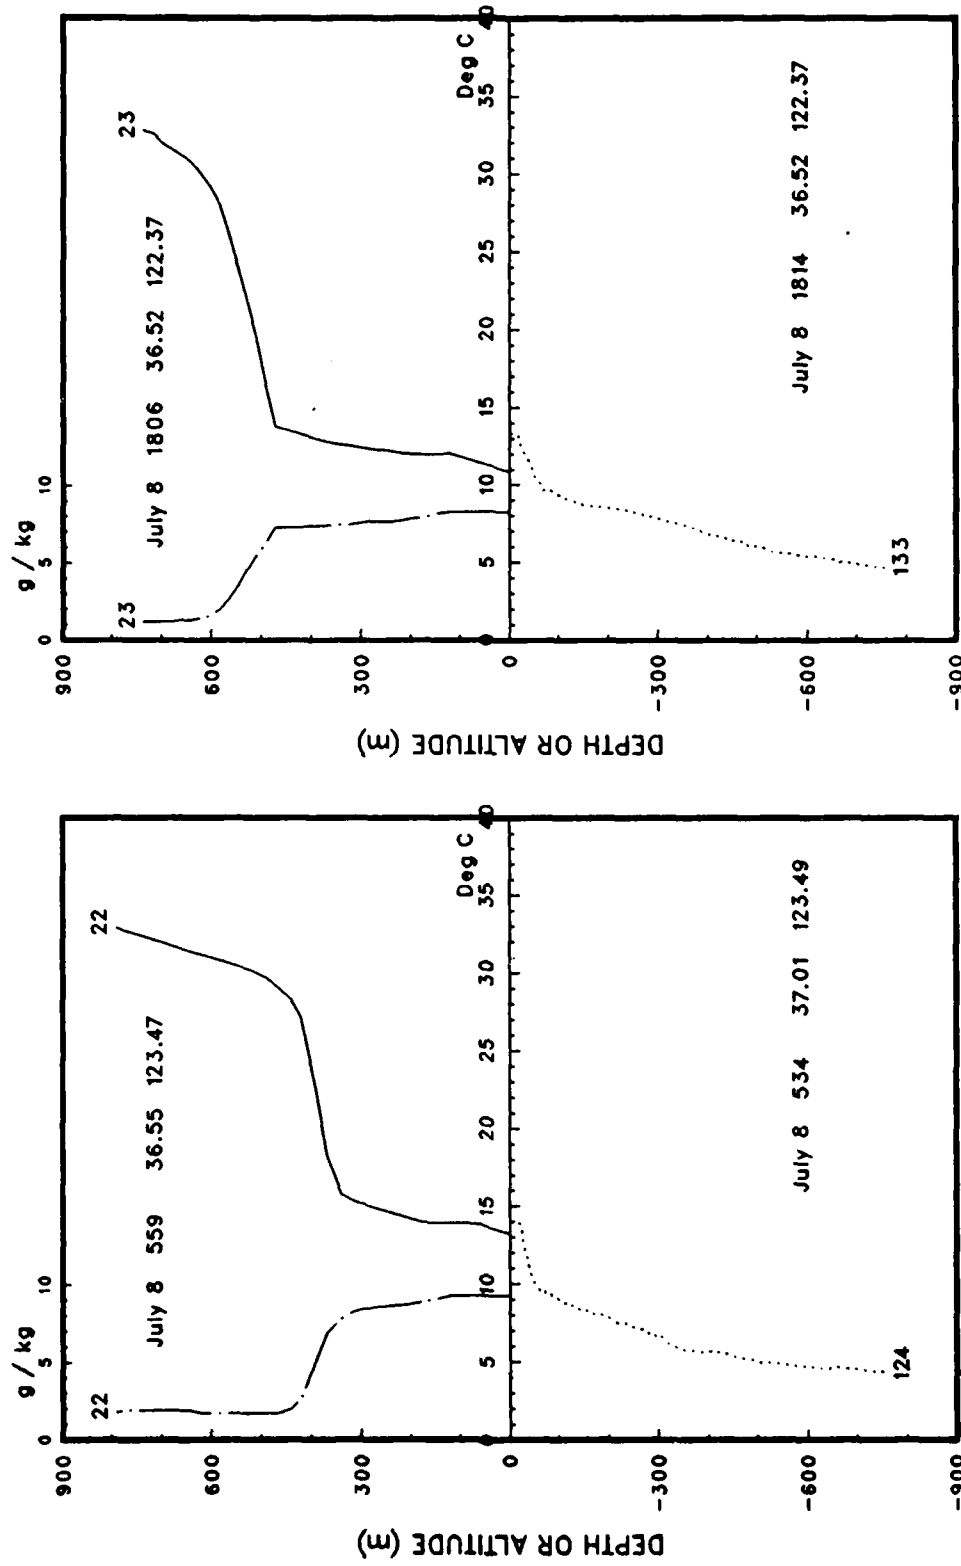 g / kg
0 5 10
23
23
July 8 1806 36.52 122.37
Deg C
0 5 10 15 20 25 30 35 40
900
600
300
0
-300
-600
-900
DEPTH OR ALTITUDE (m)
July 8 1814 36.52 122.37
133
g / kg
0 5 10
22
22
July 8 559 36.55 123.47
Deg C
0 5 10 15 20 25 30 35 40
900
600
300
0
-300
-600
-900
DEPTH OR ALTITUDE (m)
July 8 534 37.01 123.49
124